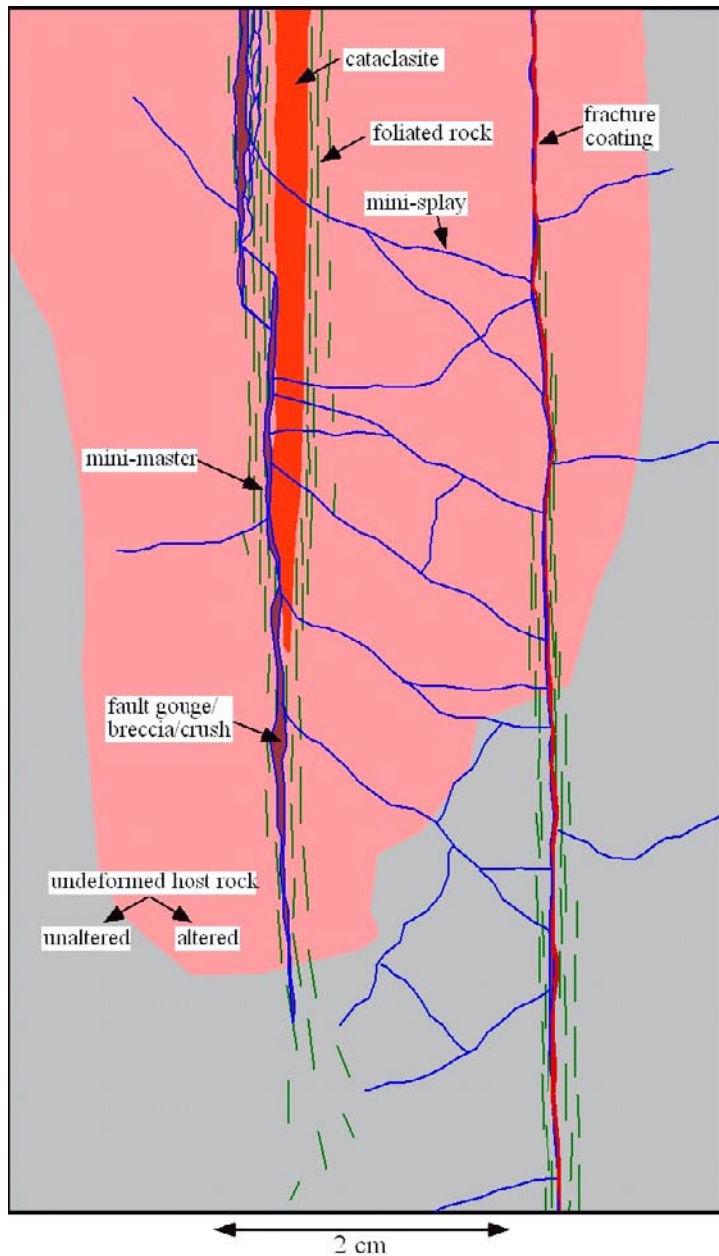 cataclasite
foliated rock
fracture
coating
mini-splay
mini-master
fault gouge/
breccia/crush
undeformed host rock
unaltered
altered
2 cm